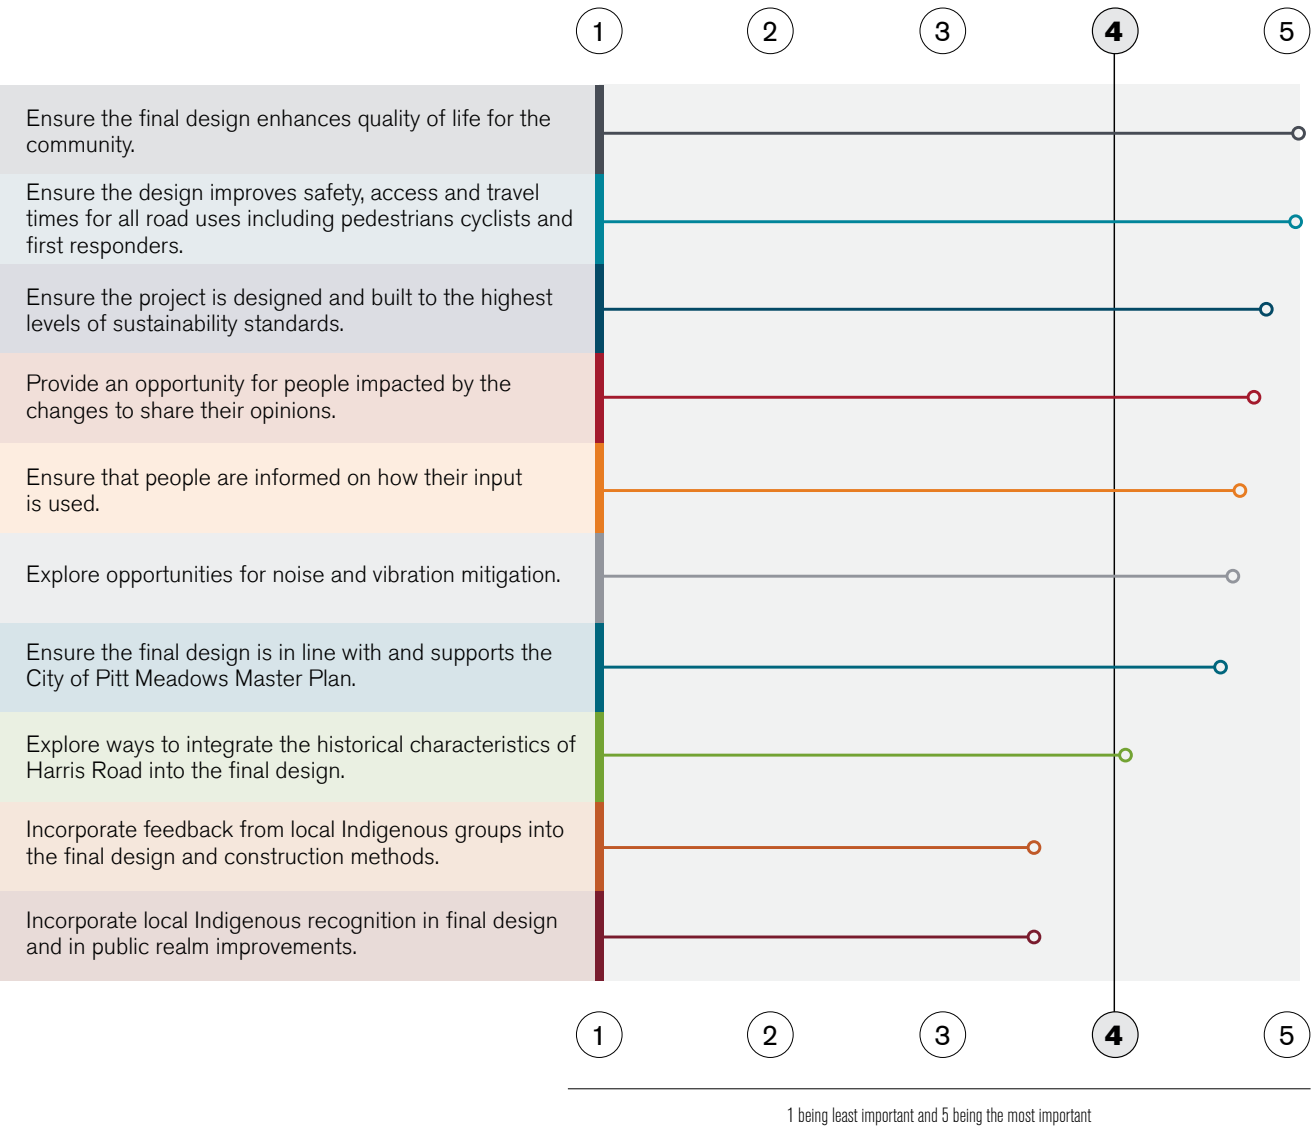 1 2 3 4 5
Ensure the final design enhances quality of life for the
community.
Ensure the design improves safety, access and travel
times for all road uses including pedestrians cyclists and
first responders.
Ensure the project is designed and built to the highest
levels of sustainability standards.
Provide an opportunity for people impacted by the
changes to share their opinions.
Ensure that people are informed on how their input
is used.
Explore opportunities for noise and vibration mitigation.
Ensure the final design is in line with and supports the
City of Pitt Meadows Master Plan.
Explore ways to integrate the historical characteristics of
Harris Road into the final design.
Incorporate feedback from local Indigenous groups into
the final design and construction methods.
Incorporate local Indigenous recognition in final design
and in public realm improvements.
1 2 3 4 5
1 being least important and 5 being the most important